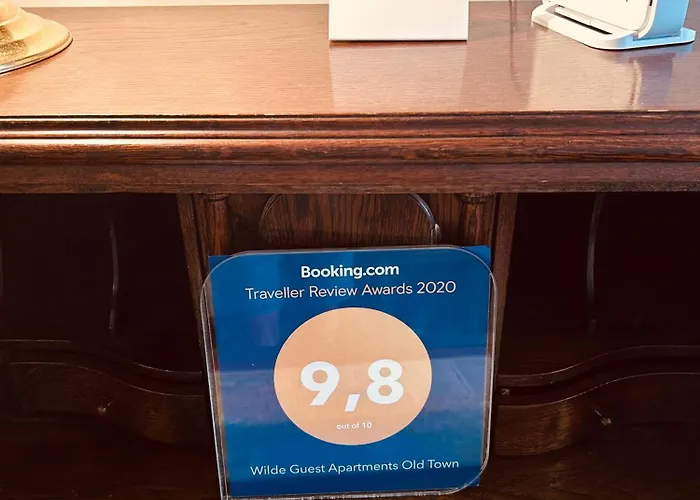 Booking.com
Traveller Review Awards 2020
9,8
out of 10
Wilde Guest Apartments Old Town